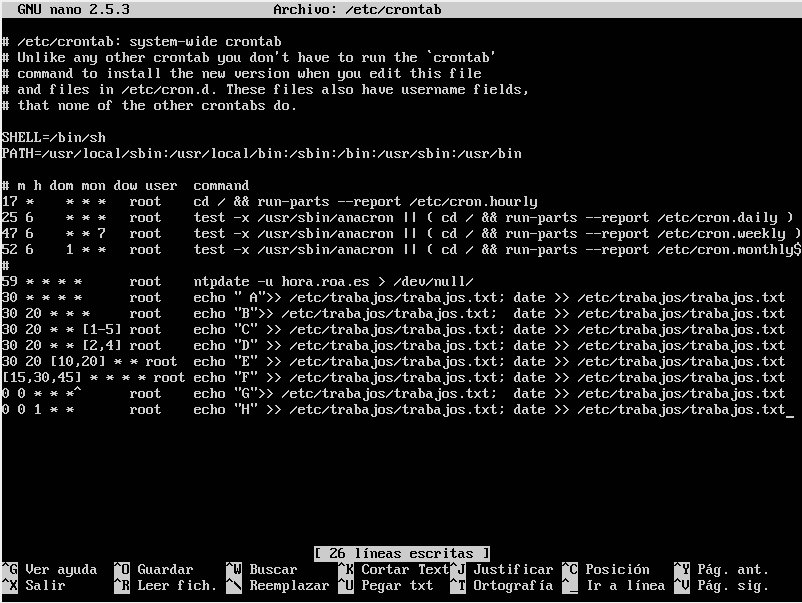 GNU nano 2.5.3 Archivo: /etc/crontab
# /etc/crontab: system-wide crontab
# Unlike any other crontab you don't have to run the `crontab'
# command to install the new version when you edit this file
# and files in /etc/cron.d. These files also have username fields,
# that none of the other crontabs do.
SHELL=/bin/sh
PATH=/usr/local/sbin:/usr/local/bin:/sbin:/bin:/usr/sbin:/usr/bin
# m h dom mon dow user  command
17 *    * * *   root    cd / && run-parts --report /etc/cron.hourly
25 6    * * *   root    test -x /usr/sbin/anacron || ( cd / && run-parts --report /etc/cron.daily )
47 6    * * 7   root    test -x /usr/sbin/anacron || ( cd / && run-parts --report /etc/cron.weekly )
52 6    1 * *   root    test -x /usr/sbin/anacron || ( cd / && run-parts --report /etc/cron.monthly$
#
59 * * * *      root    ntpdate -u hora.roa.es > /dev/null/
30 * * * *      root    echo " A">> /etc/trabajos/trabajos.txt; date >> /etc/trabajos/trabajos.txt
30 20 * * *     root    echo "B">>/etc/trabajos/trabajos.txt;  date >> /etc/trabajos/trabajos.txt
30 20 * * [1-5] root    echo "C" >> /etc/trabajos/trabajos.txt; date >> /etc/trabajos/trabajos.txt
30 20 * * [2,4] root    echo "D" >> /etc/trabajos/trabajos.txt; date >> /etc/trabajos/trabajos.txt
30 20 [10,20] * * root  echo "E" >> /etc/trabajos/trabajos.txt; date >> /etc/trabajos/trabajos.txt
[15,30,45] * * * * root echo "F" >> /etc/trabajos/trabajos.txt; date >> /etc/trabajos/trabajos.txt
0 0 * * *^      root    echo "G">> /etc/trabajos/trabajos.txt;  date >> /etc/trabajos/trabajos.txt
0 0 1 * *       root    echo "H" >> /etc/trabajos/trabajos.txt; date >> /etc/trabajos/trabajos.txt_
[ 26 líneas escritas ]
^G Ver ayuda ^O Guardar ^W Buscar ^K Cortar Text ^J Justificar ^C Posición ^Y Pág. ant.
^X Salir ^R Leer fich. ^\ Reemplazar ^U Pegar txt ^T Ortografía ^_ Ir a línea ^V Pág. sig.